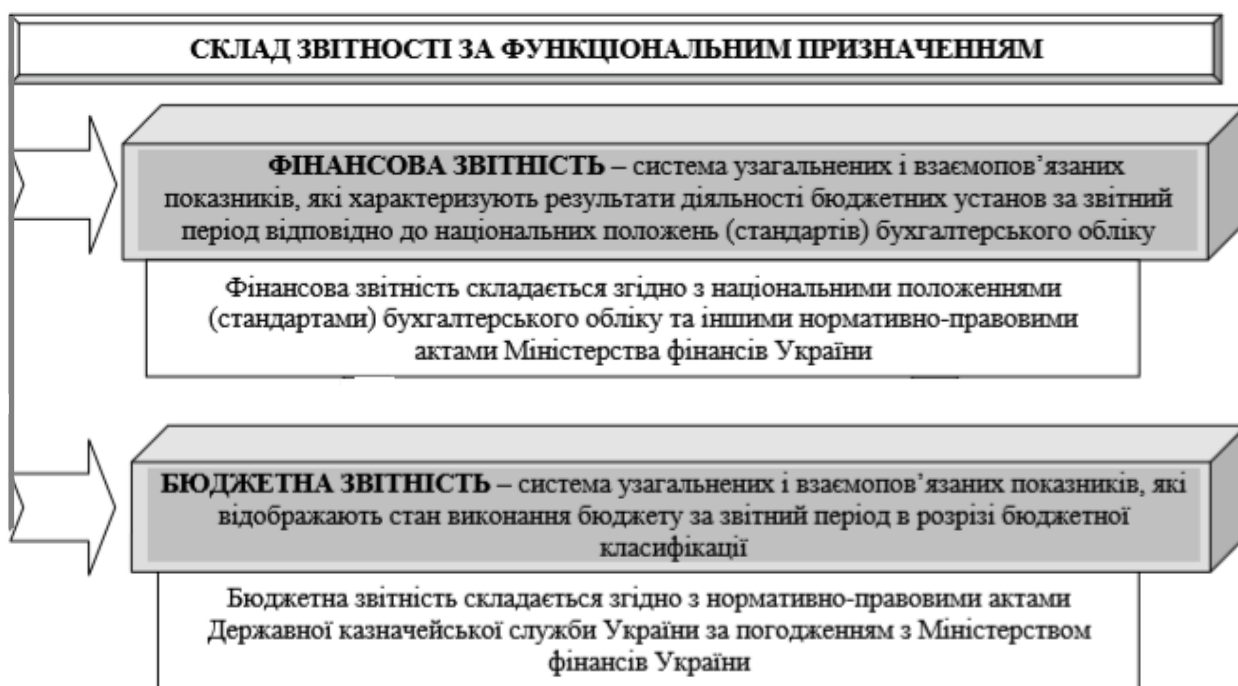 СКЛАД ЗВІТНОСТІ ЗА ФУНКЦІОНАЛЬНИМ ПРИЗНАЧЕННЯМ
ФІНАНСОВА ЗВІТНІСТЬ – система узагальнених і взаємопов’язаних
показників, які характеризують результати діяльності бюджетних установ за звітний
період відповідно до національних положень (стандартів) бухгалтерського обліку
Фінансова звітність складається згідно з національними положеннями
(стандартами) бухгалтерського обліку та іншими нормативно-правовими
актами Міністерства фінансів України
БЮДЖЕТНА ЗВІТНІСТЬ – система узагальнених і взаємопов’язаних показників, які
відображають стан виконання бюджету за звітний період в розрізі бюджетної
класифікації
Бюджетна звітність складається згідно з нормативно-правовими актами
Державної казначейської служби України за погодженням з Міністерством
фінансів України